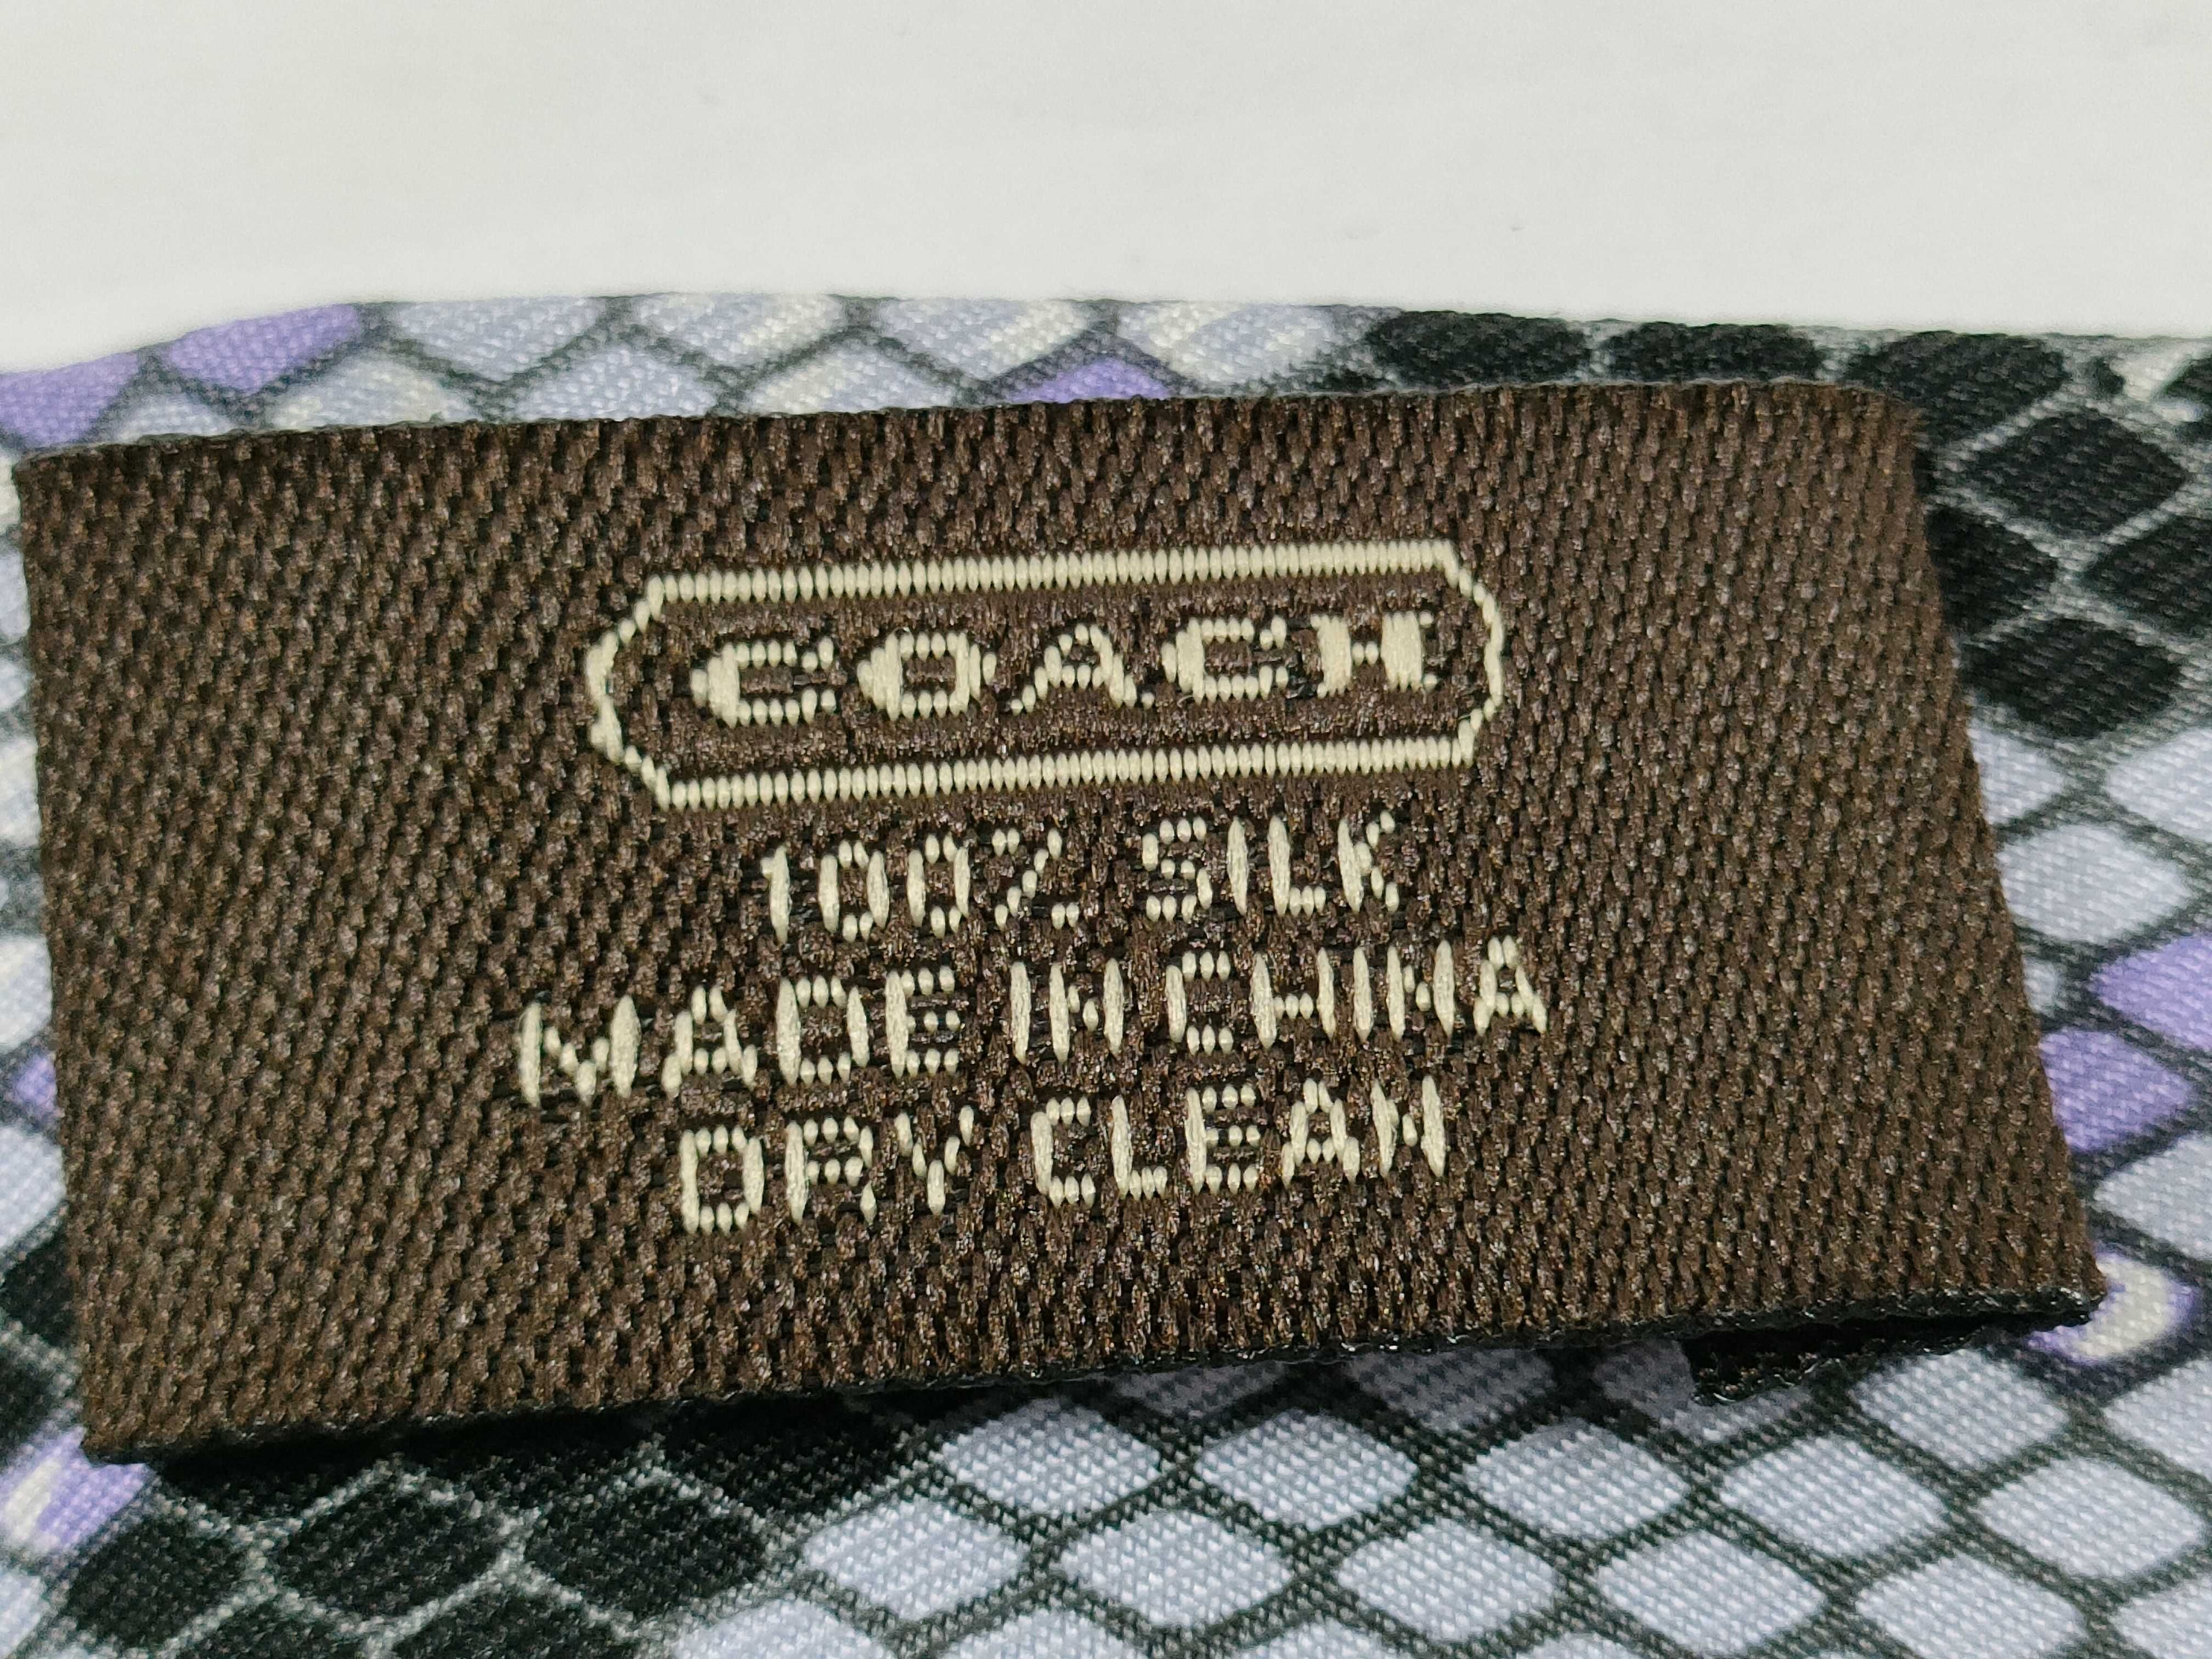 COACH
100% SILK
MADE IN CHINA
DRY CLEAN